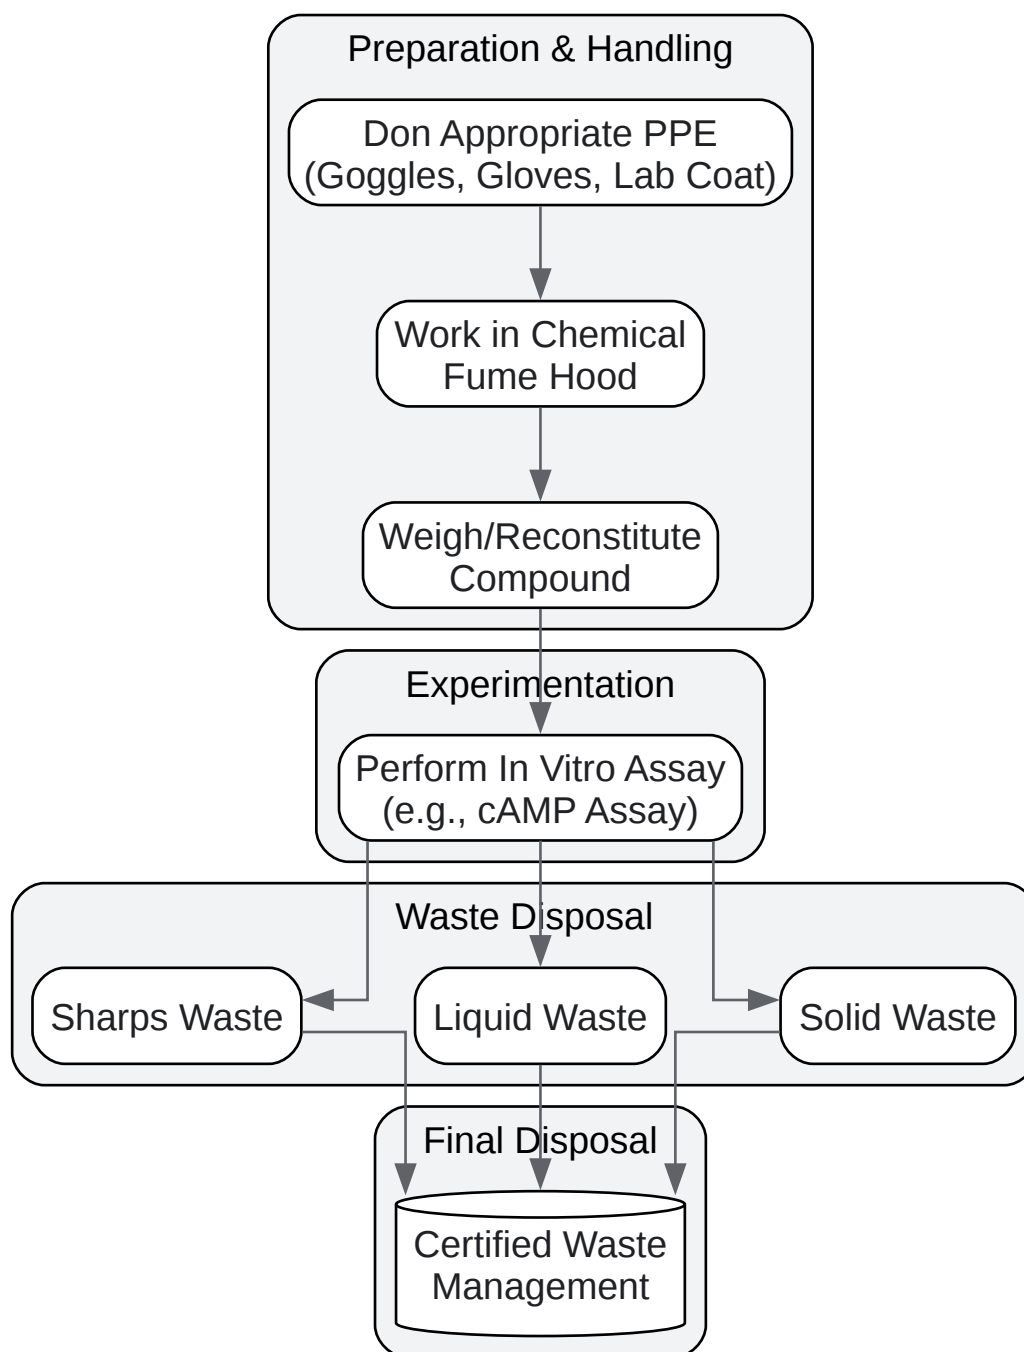 Preparation & Handling
Don Appropriate PPE
(Goggles, Gloves, Lab Coat)
Work in Chemical
Fume Hood
Weigh/Reconstitute
Compound
Experimentation
Perform In Vitro Assay
(e.g., cAMP Assay)
Waste Disposal
Sharps Waste
Liquid Waste
Solid Waste
Final Disposal
Certified Waste
Management